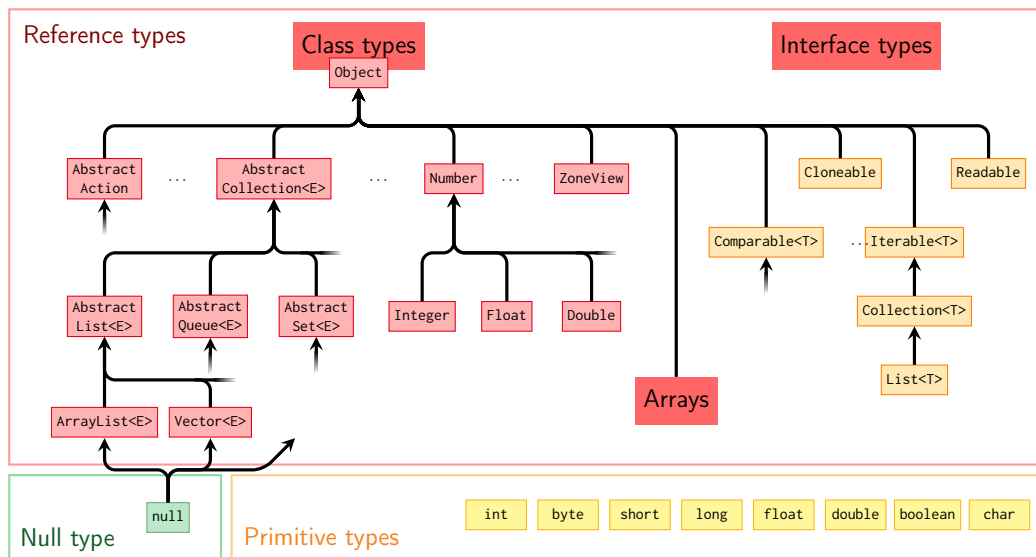 Reference types
Class types
Interface types
Object
Abstract
Action
...
Abstract
Collection<E>
...
Number
...
ZoneView
Cloneable
Readable
Comparable<T>
...
Iterable<T>
Abstract
List<E>
Abstract
Queue<E>
Abstract
Set<E>
Integer
Float
Double
Collection<T>
List<T>
Arrays
ArrayList<E>
Vector<E>
Null type
null
Primitive types
int
byte
short
long
float
double
boolean
char